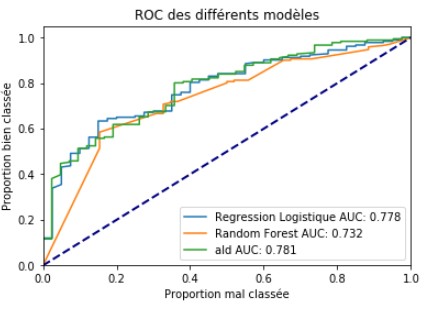 ROC des différents modèles
1.0
0.8
0.6
0.4
0.2
0.0
Proportion bien classée
Regression Logistique AUC: 0.778
Random Forest AUC: 0.732
ald AUC: 0.781
0.0 0.2 0.4 0.6 0.8 1.0
Proportion mal classée